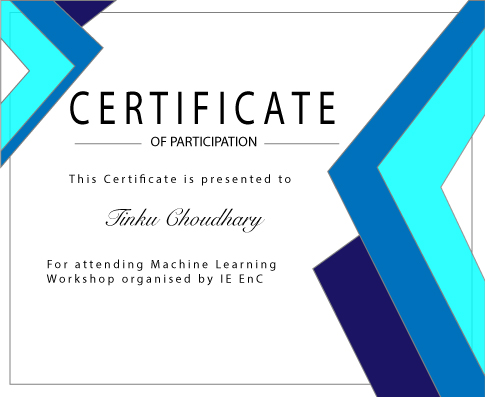 CERTIFICATE
OF PARTICIPATION
This Certificate is presented to
Tinku Choudhary
For attending Machine Learning
Workshop organised by IE EnC